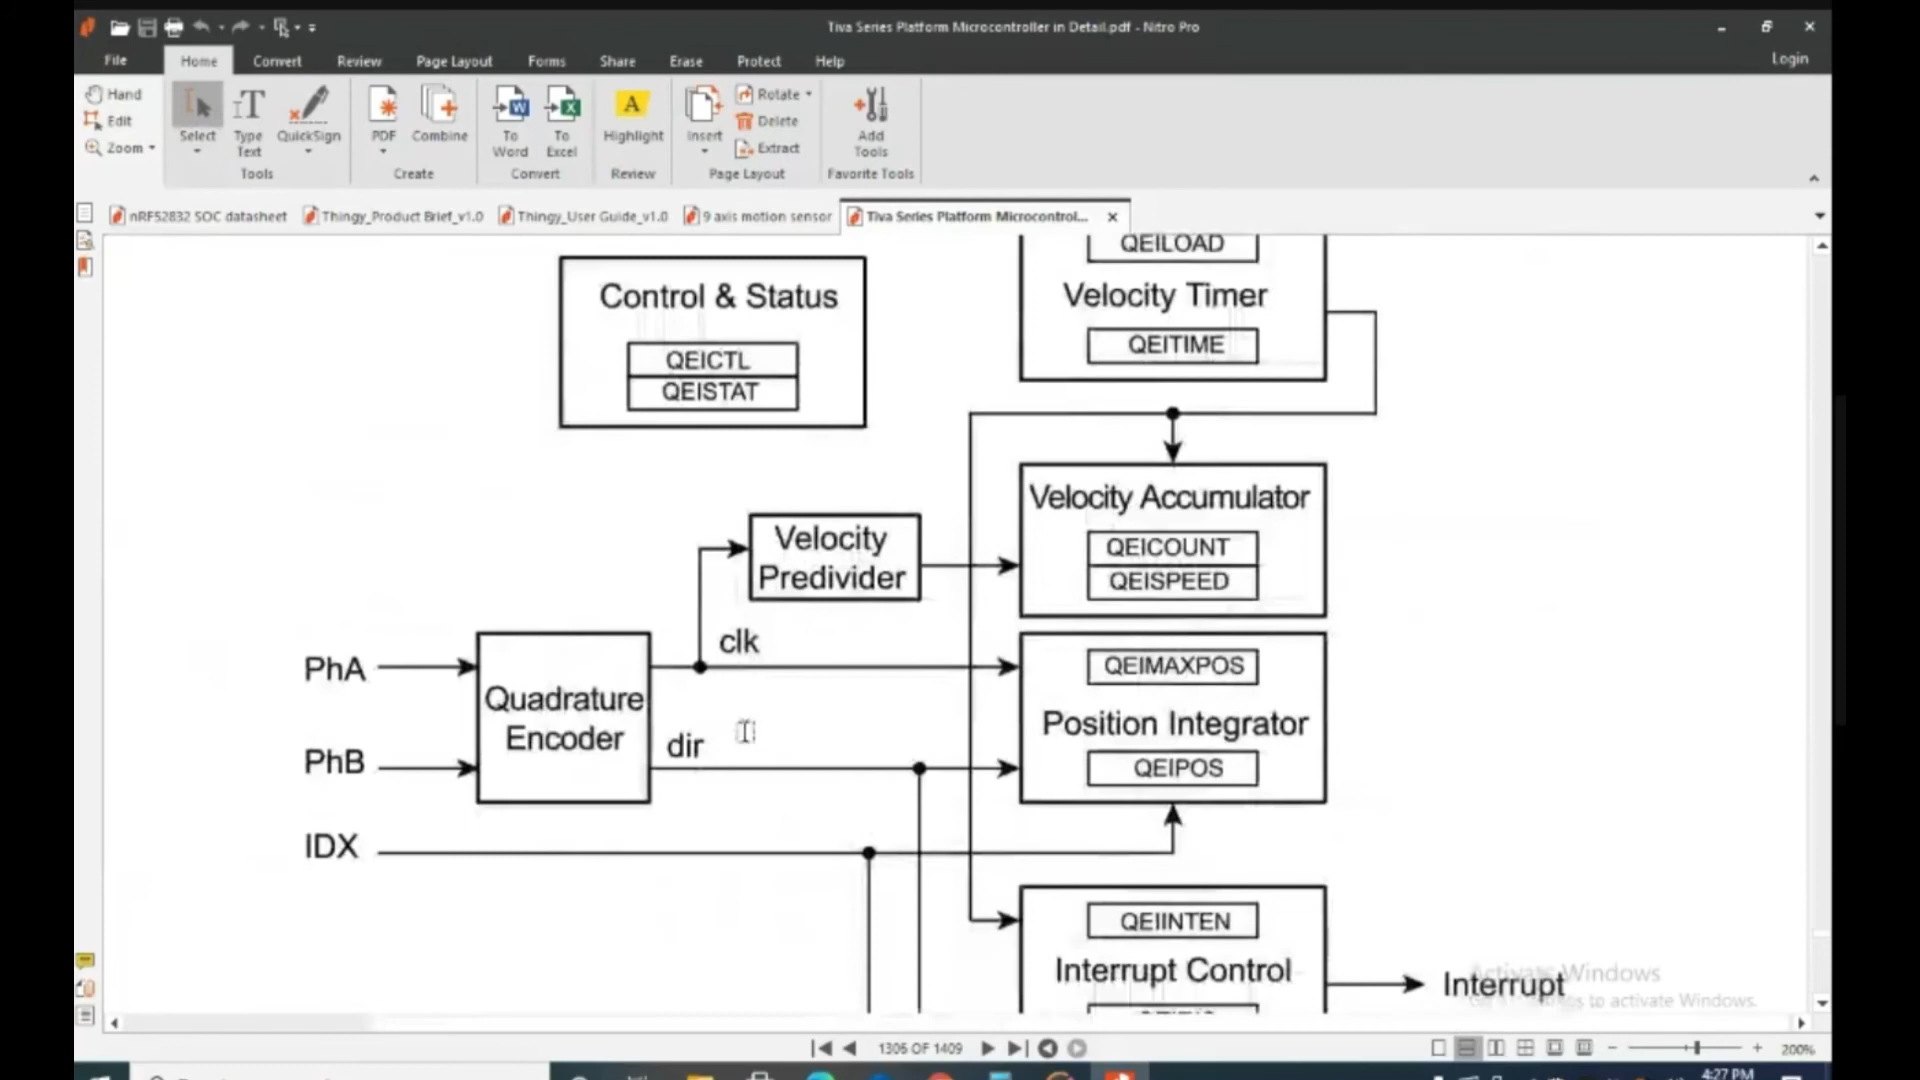 Tiva Series Platform Microcontroller in Detail.pdf - Nitro Pro
File Home Convert Review Page Layout Forms Share Erase Protect Help Login
Hand
Edit
Zoom
Select
Type Text
QuickSign
Tools
PDF
Combine
Create
To Word
To Excel
Convert
Highlight
Review
Insert
Rotate
Delete
Extract
Page Layout
Add Tools
Favorite Tools
nRF52832 SOC datasheet
Thingy_Product Brief_v1.0
Thingy_User Guide_v1.0
9 axis motion sensor
Tiva Series Platform Microcontrol...
QEILOAD
Control & Status
Velocity Timer
QEICTL
QEITIME
QEISTAT
Velocity Accumulator
Velocity
Predivider
QEICOUNT
QEISPEED
clk
PhA
QEIMAXPOS
Quadrature
Encoder
Position Integrator
dir
PhB
QEIPOS
IDX
QEIINTEN
Interrupt Control
Interrupt
Activate Windows
to activate Windows.
1306 OF 1409
200%
4:27 PM